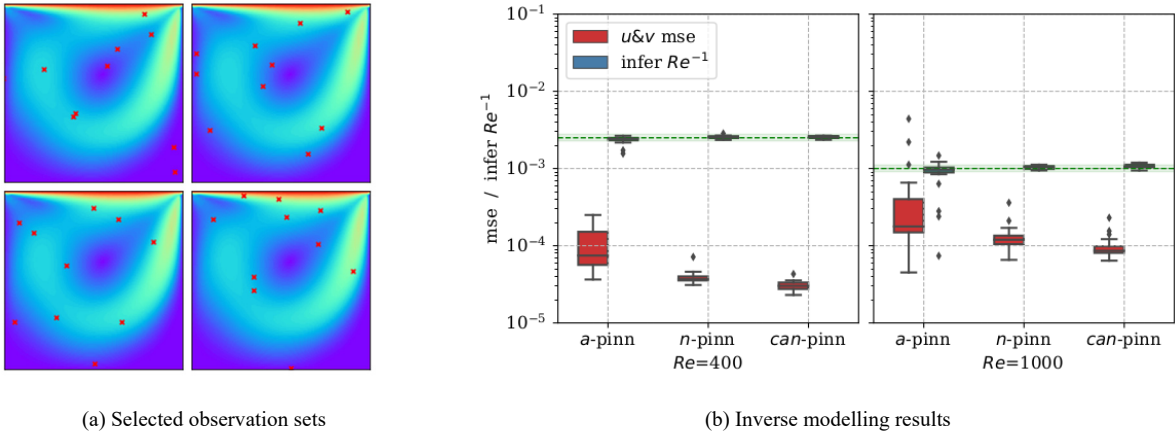 10⁻¹
10⁻²
10⁻³
10⁻⁴
10⁻⁵
mse / infer Re⁻¹
u&v mse
infer Re⁻¹
a-pinn n-pinn can-pinn
Re=400
a-pinn n-pinn can-pinn
Re=1000
(a) Selected observation sets
(b) Inverse modelling results